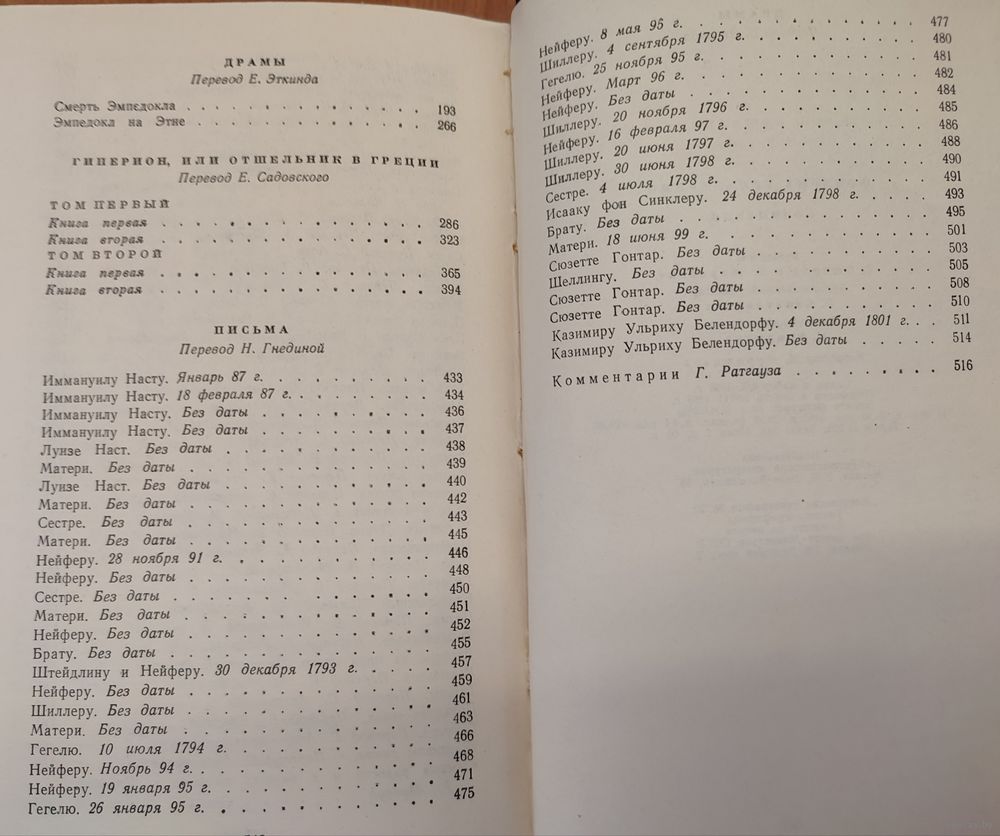 ДРАМЫ
Перевод Е. Эткинда
Смерть Эмпедокла . . . . . . . . . . . . . . . 193
Эмпедокл на Этне . . . . . . . . . . . . . . . 266
ГИПЕРИОН, ИЛИ ОТШЕЛЬНИК В ГРЕЦИИ
Перевод Е. Садовского
ТОМ ПЕРВЫЙ
Книга первая . . . . . . . . . . . . . . . 286
Книга вторая . . . . . . . . . . . . . . . 323
ТОМ ВТОРОЙ
Книга первая . . . . . . . . . . . . . . . 365
Книга вторая . . . . . . . . . . . . . . . 394
ПИСЬМА
Перевод Н. Гнединой
Иммануилу Насту. Январь 87 г. . . . . . . . . . 433
Иммануилу Насту. 18 февраля 87 г. . . . . . . . . 434
Иммануилу Насту. Без даты . . . . . . . . . . 436
Иммануилу Насту. Без даты . . . . . . . . . . 437
Луизе Наст. Без даты . . . . . . . . . . . 438
Матери. Без даты . . . . . . . . . . . . . 439
Луизе Наст. Без даты . . . . . . . . . . . 440
Матери. Без даты . . . . . . . . . . . . . 442
Сестре. Без даты . . . . . . . . . . . . . 443
Матери. Без даты . . . . . . . . . . . . . 445
Нейферу. 28 ноября 91 г. . . . . . . . . . . 446
Нейферу. Без даты . . . . . . . . . . . . . 448
Сестре. Без даты . . . . . . . . . . . . . 450
Матери. Без даты . . . . . . . . . . . . . 451
Нейферу. Без даты . . . . . . . . . . . . . 452
Брату. Без даты . . . . . . . . . . . . . . 455
Штейдлину и Нейферу. 30 декабря 1793 г. . . . . 457
Нейферу. Без даты . . . . . . . . . . . . . 459
Шиллеру. Без даты . . . . . . . . . . . . . 461
Матери. Без даты . . . . . . . . . . . . . 463
Гегелю. 10 июля 1794 г. . . . . . . . . . . . 466
Нейферу. Ноябрь 94 г. . . . . . . . . . . . . 468
Нейферу. 19 января 95 г. . . . . . . . . . . . 471
Гегелю. 26 января 95 г. . . . . . . . . . . . 475
Нейферу. 8 мая 95 г. . . . . . . . . . . . . 477
Шиллеру. 4 сентября 1795 г. . . . . . . . . . 480
Гегелю. 25 ноября 95 г. . . . . . . . . . . . 481
Нейферу. Март 96 г. . . . . . . . . . . . . 482
Нейферу. Без даты . . . . . . . . . . . . . 484
Шиллеру. 20 ноября 1796 г. . . . . . . . . . 485
Нейферу. 16 февраля 97 г. . . . . . . . . . . 486
Шиллеру. 20 июня 1797 г. . . . . . . . . . . 488
Шиллеру. 30 июня 1798 г. . . . . . . . . . . 490
Сестре. 4 июля 1798 г. . . . . . . . . . . . 491
Исааку фон Синклеру. 24 декабря 1798 г. . . . . 493
Брату. Без даты . . . . . . . . . . . . . . 495
Матери. 18 июня 99 г. . . . . . . . . . . . . 501
Сюзетте Гонтар. Без даты . . . . . . . . . . 503
Шеллингу. Без даты . . . . . . . . . . . . 505
Сюзетте Гонтар. Без даты . . . . . . . . . . 508
Сюзетте Гонтар. Без даты . . . . . . . . . . 510
Казимиру Ульриху Белендорфу. 4 декабря 1801 г. . . 511
Казимиру Ульриху Белендорфу. Без даты . . . . . 514
Комментарии Г. Ратгауза . . . . . . . . . 516